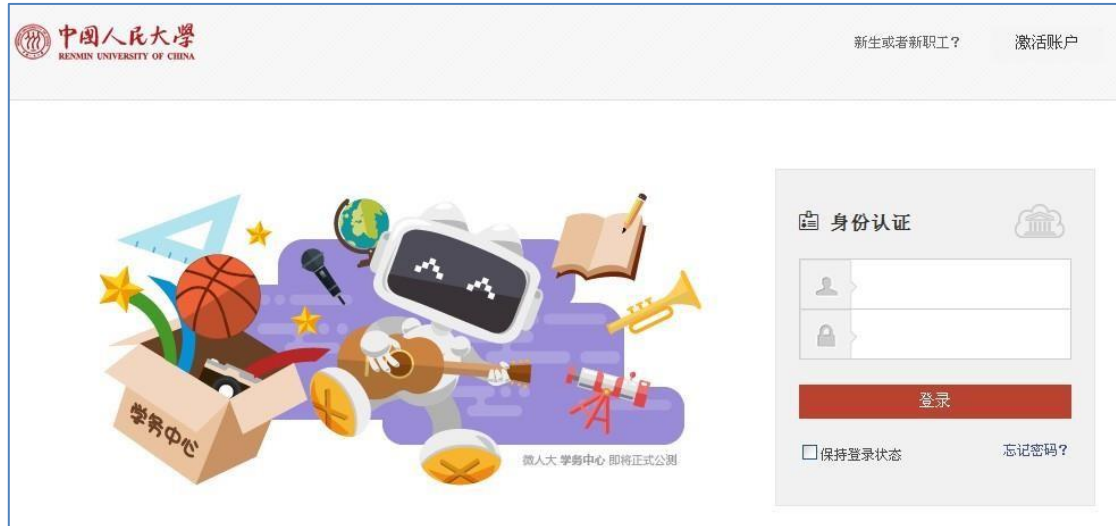 中国人民大学
RENMIN UNIVERSITY OF CHINA
新生或者新职工？ 激活账户
身份认证
登录
保持登录状态 忘记密码？
学务中心
微人大 学务中心 即将正式公测